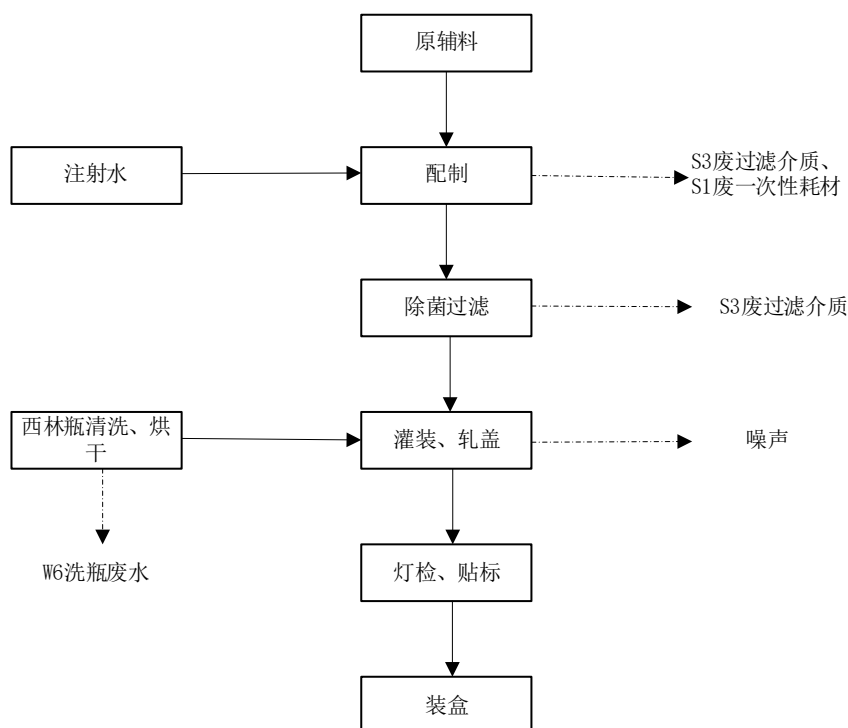 原辅料
注射水
配制
S3废过滤介质、
S1废一次性耗材
除菌过滤
S3废过滤介质
西林瓶清洗、烘
干
灌装、轧盖
噪声
W6洗瓶废水
灯检、贴标
装盒